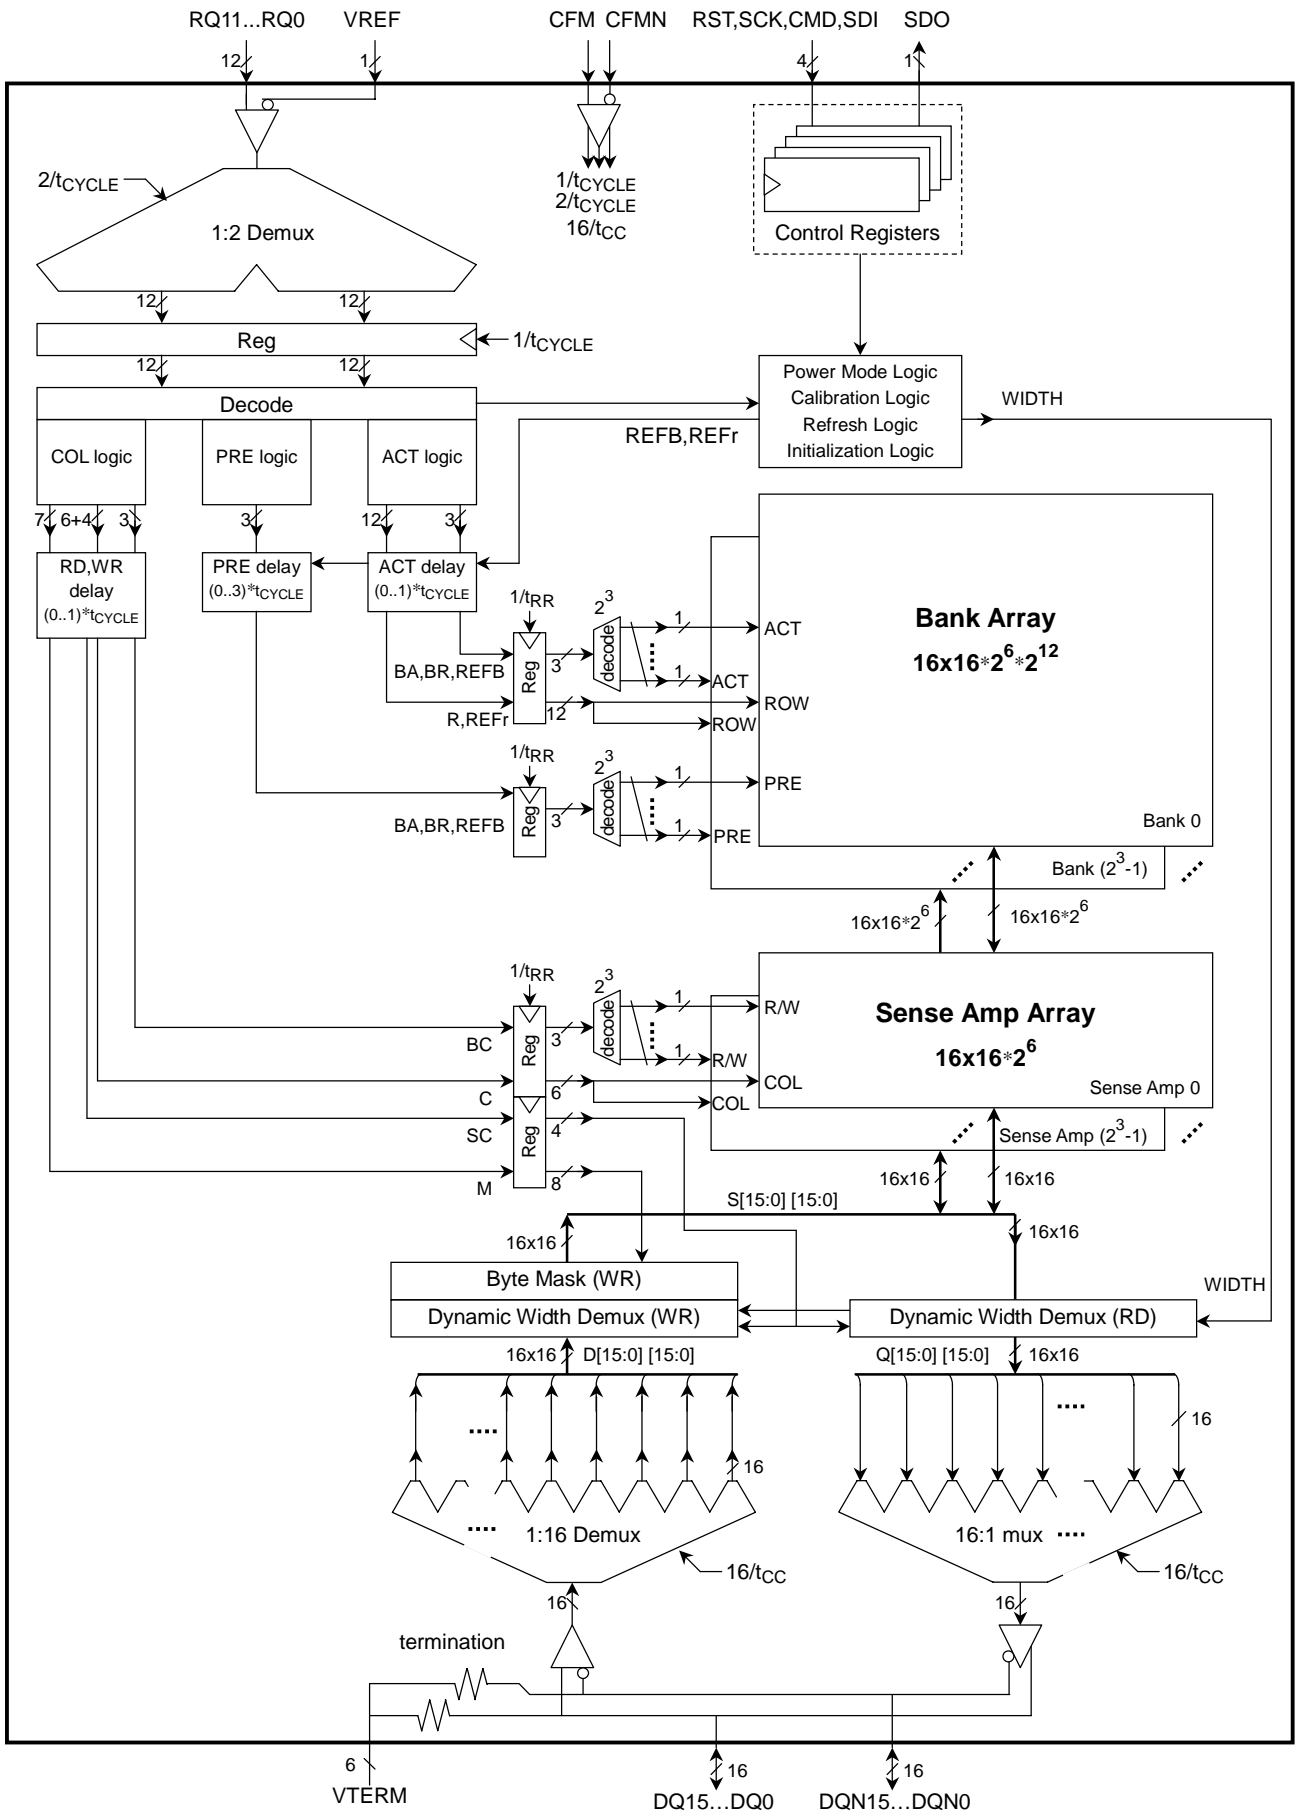 RQ11...RQ0 VREF CFM CFMN RST,SCK,CMD,SDI SDO
12 1 4 1
2/tCYCLE
1:2 Demux
1/tCYCLE
2/tCYCLE
16/tCC
Control Registers
12 12
Reg
1/tCYCLE
12 12
Decode
COL logic PRE logic ACT logic
REFB,REFr
Power Mode Logic
Calibration Logic
Refresh Logic
Initialization Logic
WIDTH
7 6+4 3 3 12 3
RD,WR
delay
(0..1)*tCYCLE
PRE delay
(0..3)*tCYCLE
ACT delay
(0..1)*tCYCLE
1/tRR
Reg
BA,BR,REFB
R,REFr
3
12
2^3
decode
1
1
ACT
ACT
ROW
ROW
Bank Array
16x16*2^6*2^12
1/tRR
Reg
BA,BR,REFB
3
2^3
decode
1
1
PRE
PRE
Bank 0
Bank (2^3-1)
16x16*2^6 16x16*2^6
1/tRR
Reg
BC
C
3
6
2^3
decode
1
1
R/W
R/W
COL
COL
Sense Amp Array
16x16*2^6
Sense Amp 0
Sense Amp (2^3-1)
SC
M
Reg
4
8
16x16 16x16
S[15:0] [15:0]
16x16 16x16
Byte Mask (WR)
Dynamic Width Demux (WR)
Dynamic Width Demux (RD)
WIDTH
16x16 D[15:0] [15:0]
Q[15:0] [15:0] 16x16
16 16
1:16 Demux
16:1 mux
16/tCC 16/tCC
16 16
termination
6
VTERM
16 16
DQ15...DQ0 DQN15...DQN0